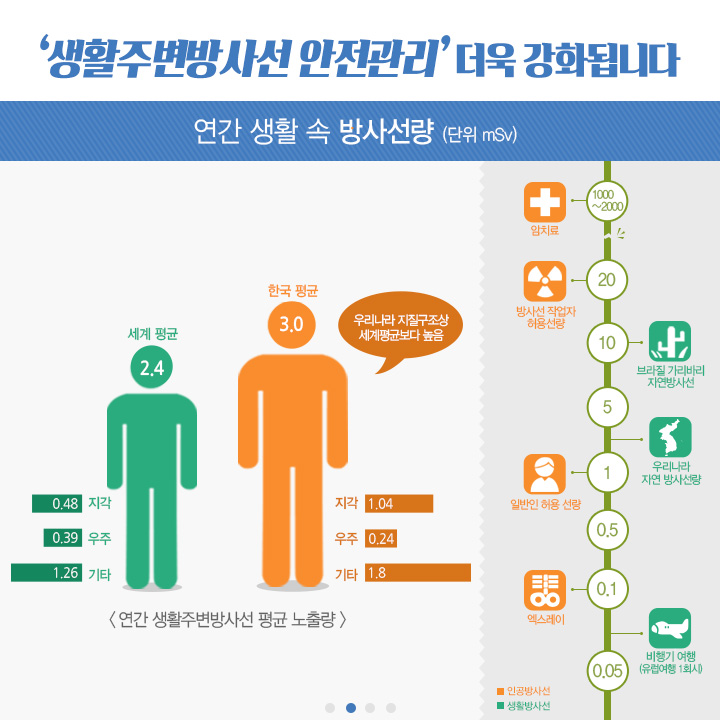 ‘생활주변방사선 안전관리’ 더욱 강화됩니다
연간 생활 속 방사선량 (단위 mSv)
한국 평균
3.0
우리나라 지질구조상
세계평균보다 높음
세계 평균
2.4
0.48 지각
0.39 우주
1.26 기타
지각 1.04
우주 0.24
기타 1.8
〈 연간 생활주변방사선 평균 노출량 〉
1000
~2000
암치료
20
방사선 작업자
허용선량
10
브라질 가리바리
자연방사선
5
우리나라
자연 방사선량
1
일반인 허용 선량
0.5
0.1
엑스레이
비행기 여행
(유럽여행 1회시)
0.05
인공방사선
생활방사선